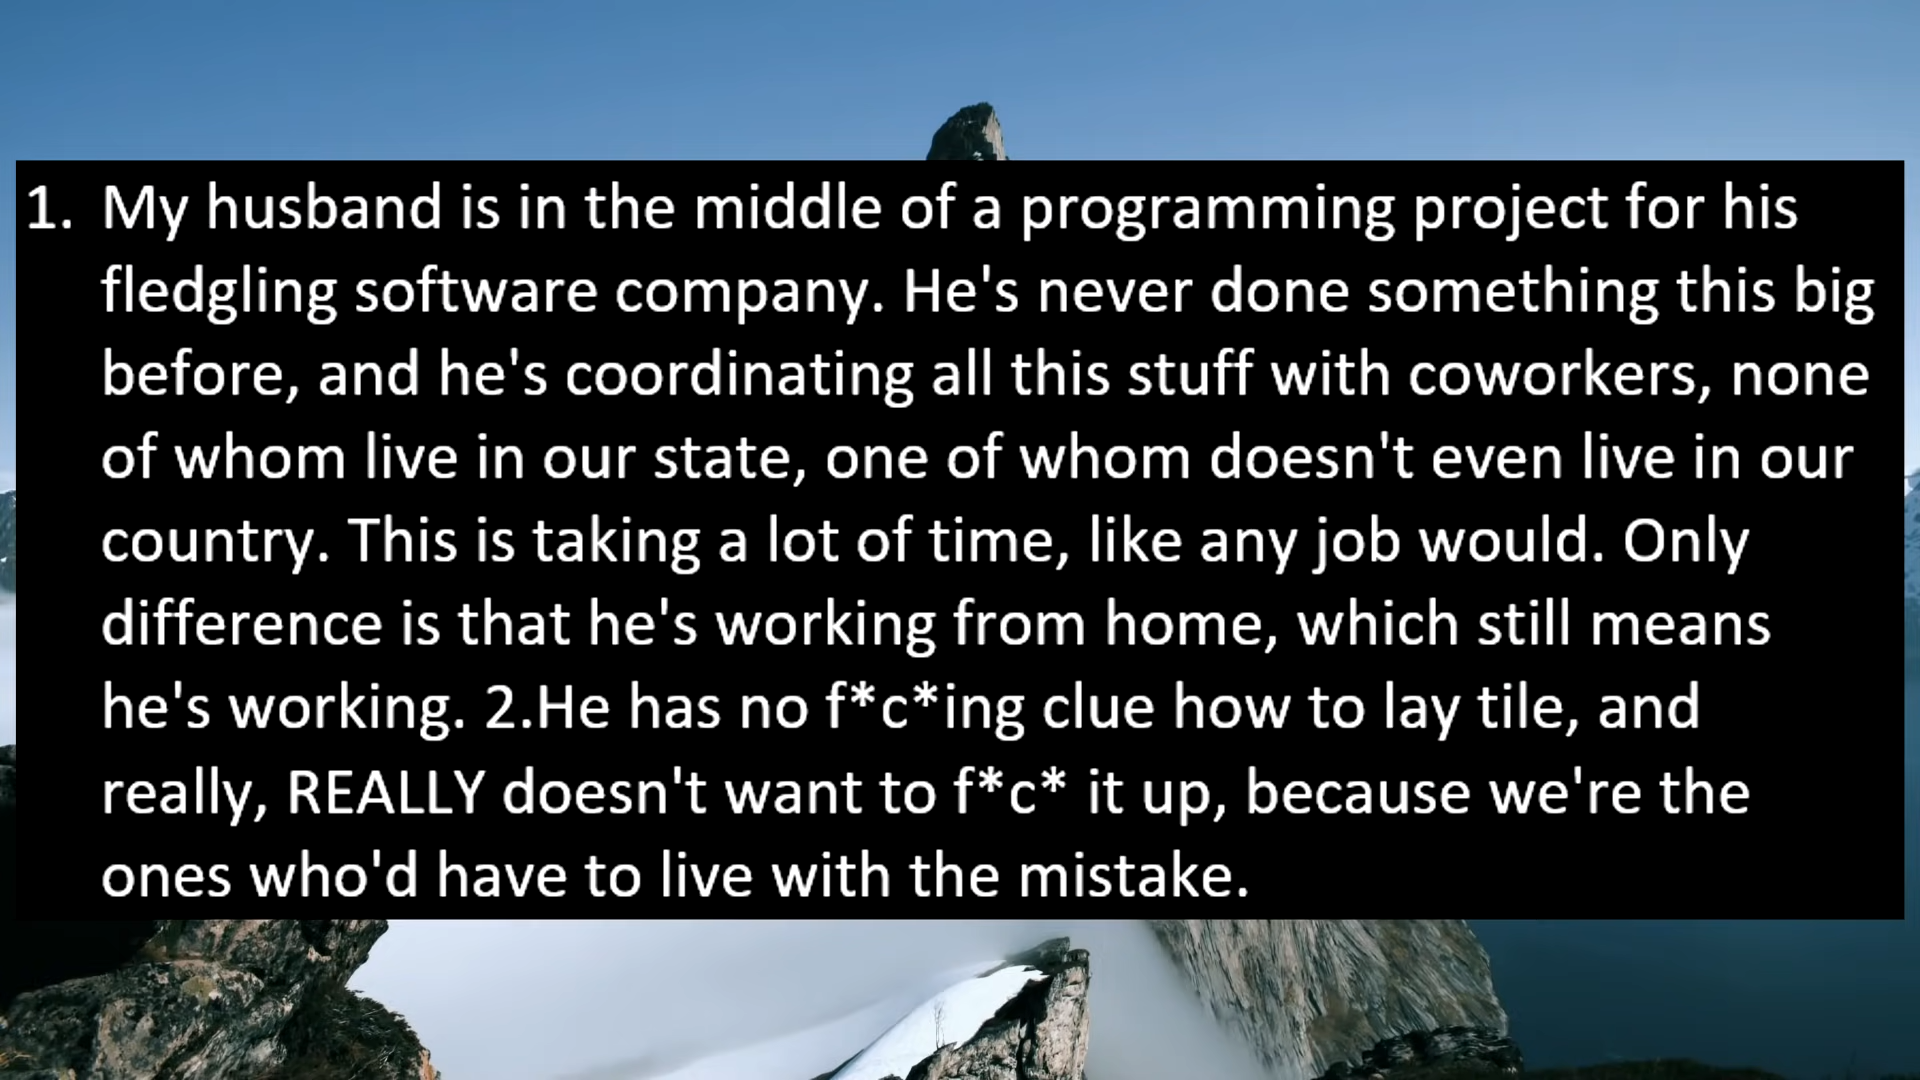 1. My husband is in the middle of a programming project for his
fledgling software company. He's never done something this big
before, and he's coordinating all this stuff with coworkers, none
of whom live in our state, one of whom doesn't even live in our
country. This is taking a lot of time, like any job would. Only
difference is that he's working from home, which still means
he's working. 2.He has no f*c*ing clue how to lay tile, and
really, REALLY doesn't want to f*c* it up, because we're the
ones who'd have to live with the mistake.